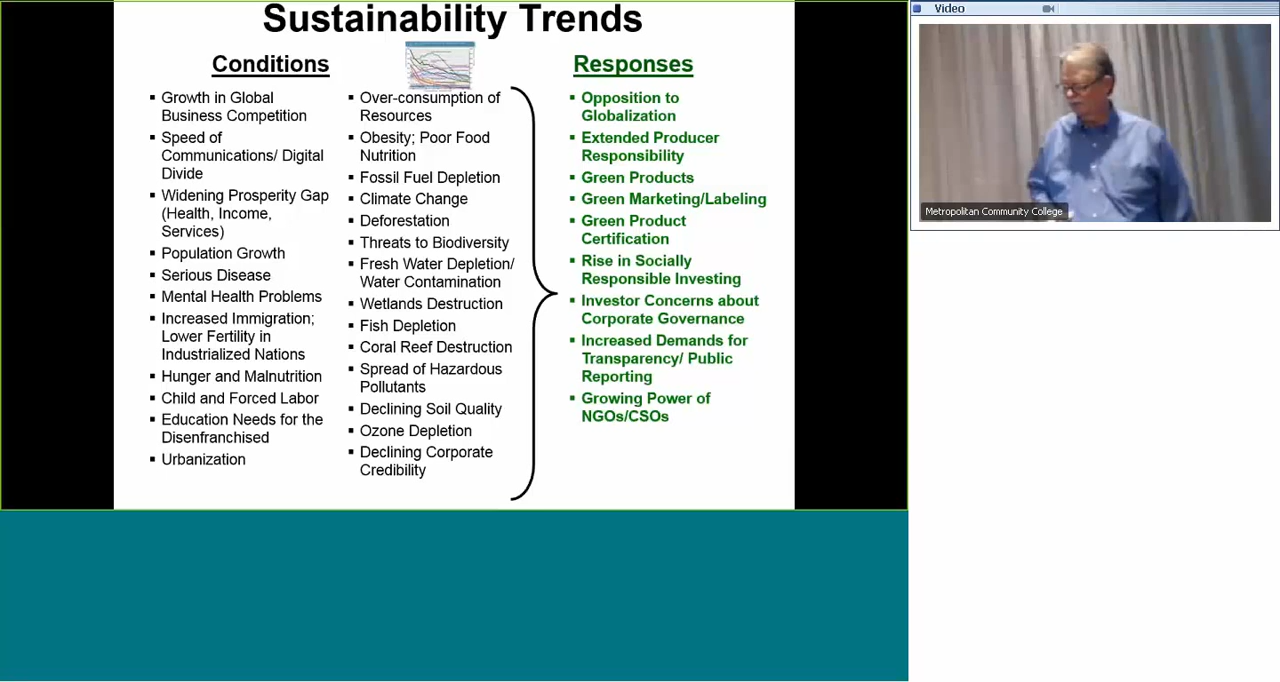 Sustainability Trends
Conditions
▪ Growth in Global
Business Competition
▪ Speed of
Communications/ Digital
Divide
▪ Widening Prosperity Gap
(Health, Income,
Services)
▪ Population Growth
▪ Serious Disease
▪ Mental Health Problems
▪ Increased Immigration;
Lower Fertility in
Industrialized Nations
▪ Hunger and Malnutrition
▪ Child and Forced Labor
▪ Education Needs for the
Disenfranchised
▪ Urbanization
▪ Over-consumption of
Resources
▪ Obesity; Poor Food
Nutrition
▪ Fossil Fuel Depletion
▪ Climate Change
▪ Deforestation
▪ Threats to Biodiversity
▪ Fresh Water Depletion/
Water Contamination
▪ Wetlands Destruction
▪ Fish Depletion
▪ Coral Reef Destruction
▪ Spread of Hazardous
Pollutants
▪ Declining Soil Quality
▪ Ozone Depletion
▪ Declining Corporate
Credibility
Responses
▪ Opposition to
Globalization
▪ Extended Producer
Responsibility
▪ Green Products
▪ Green Marketing/Labeling
▪ Green Product
Certification
▪ Rise in Socially
Responsible Investing
▪ Investor Concerns about
Corporate Governance
▪ Increased Demands for
Transparency/ Public
Reporting
▪ Growing Power of
NGOs/CSOs
Video
Metropolitan Community College